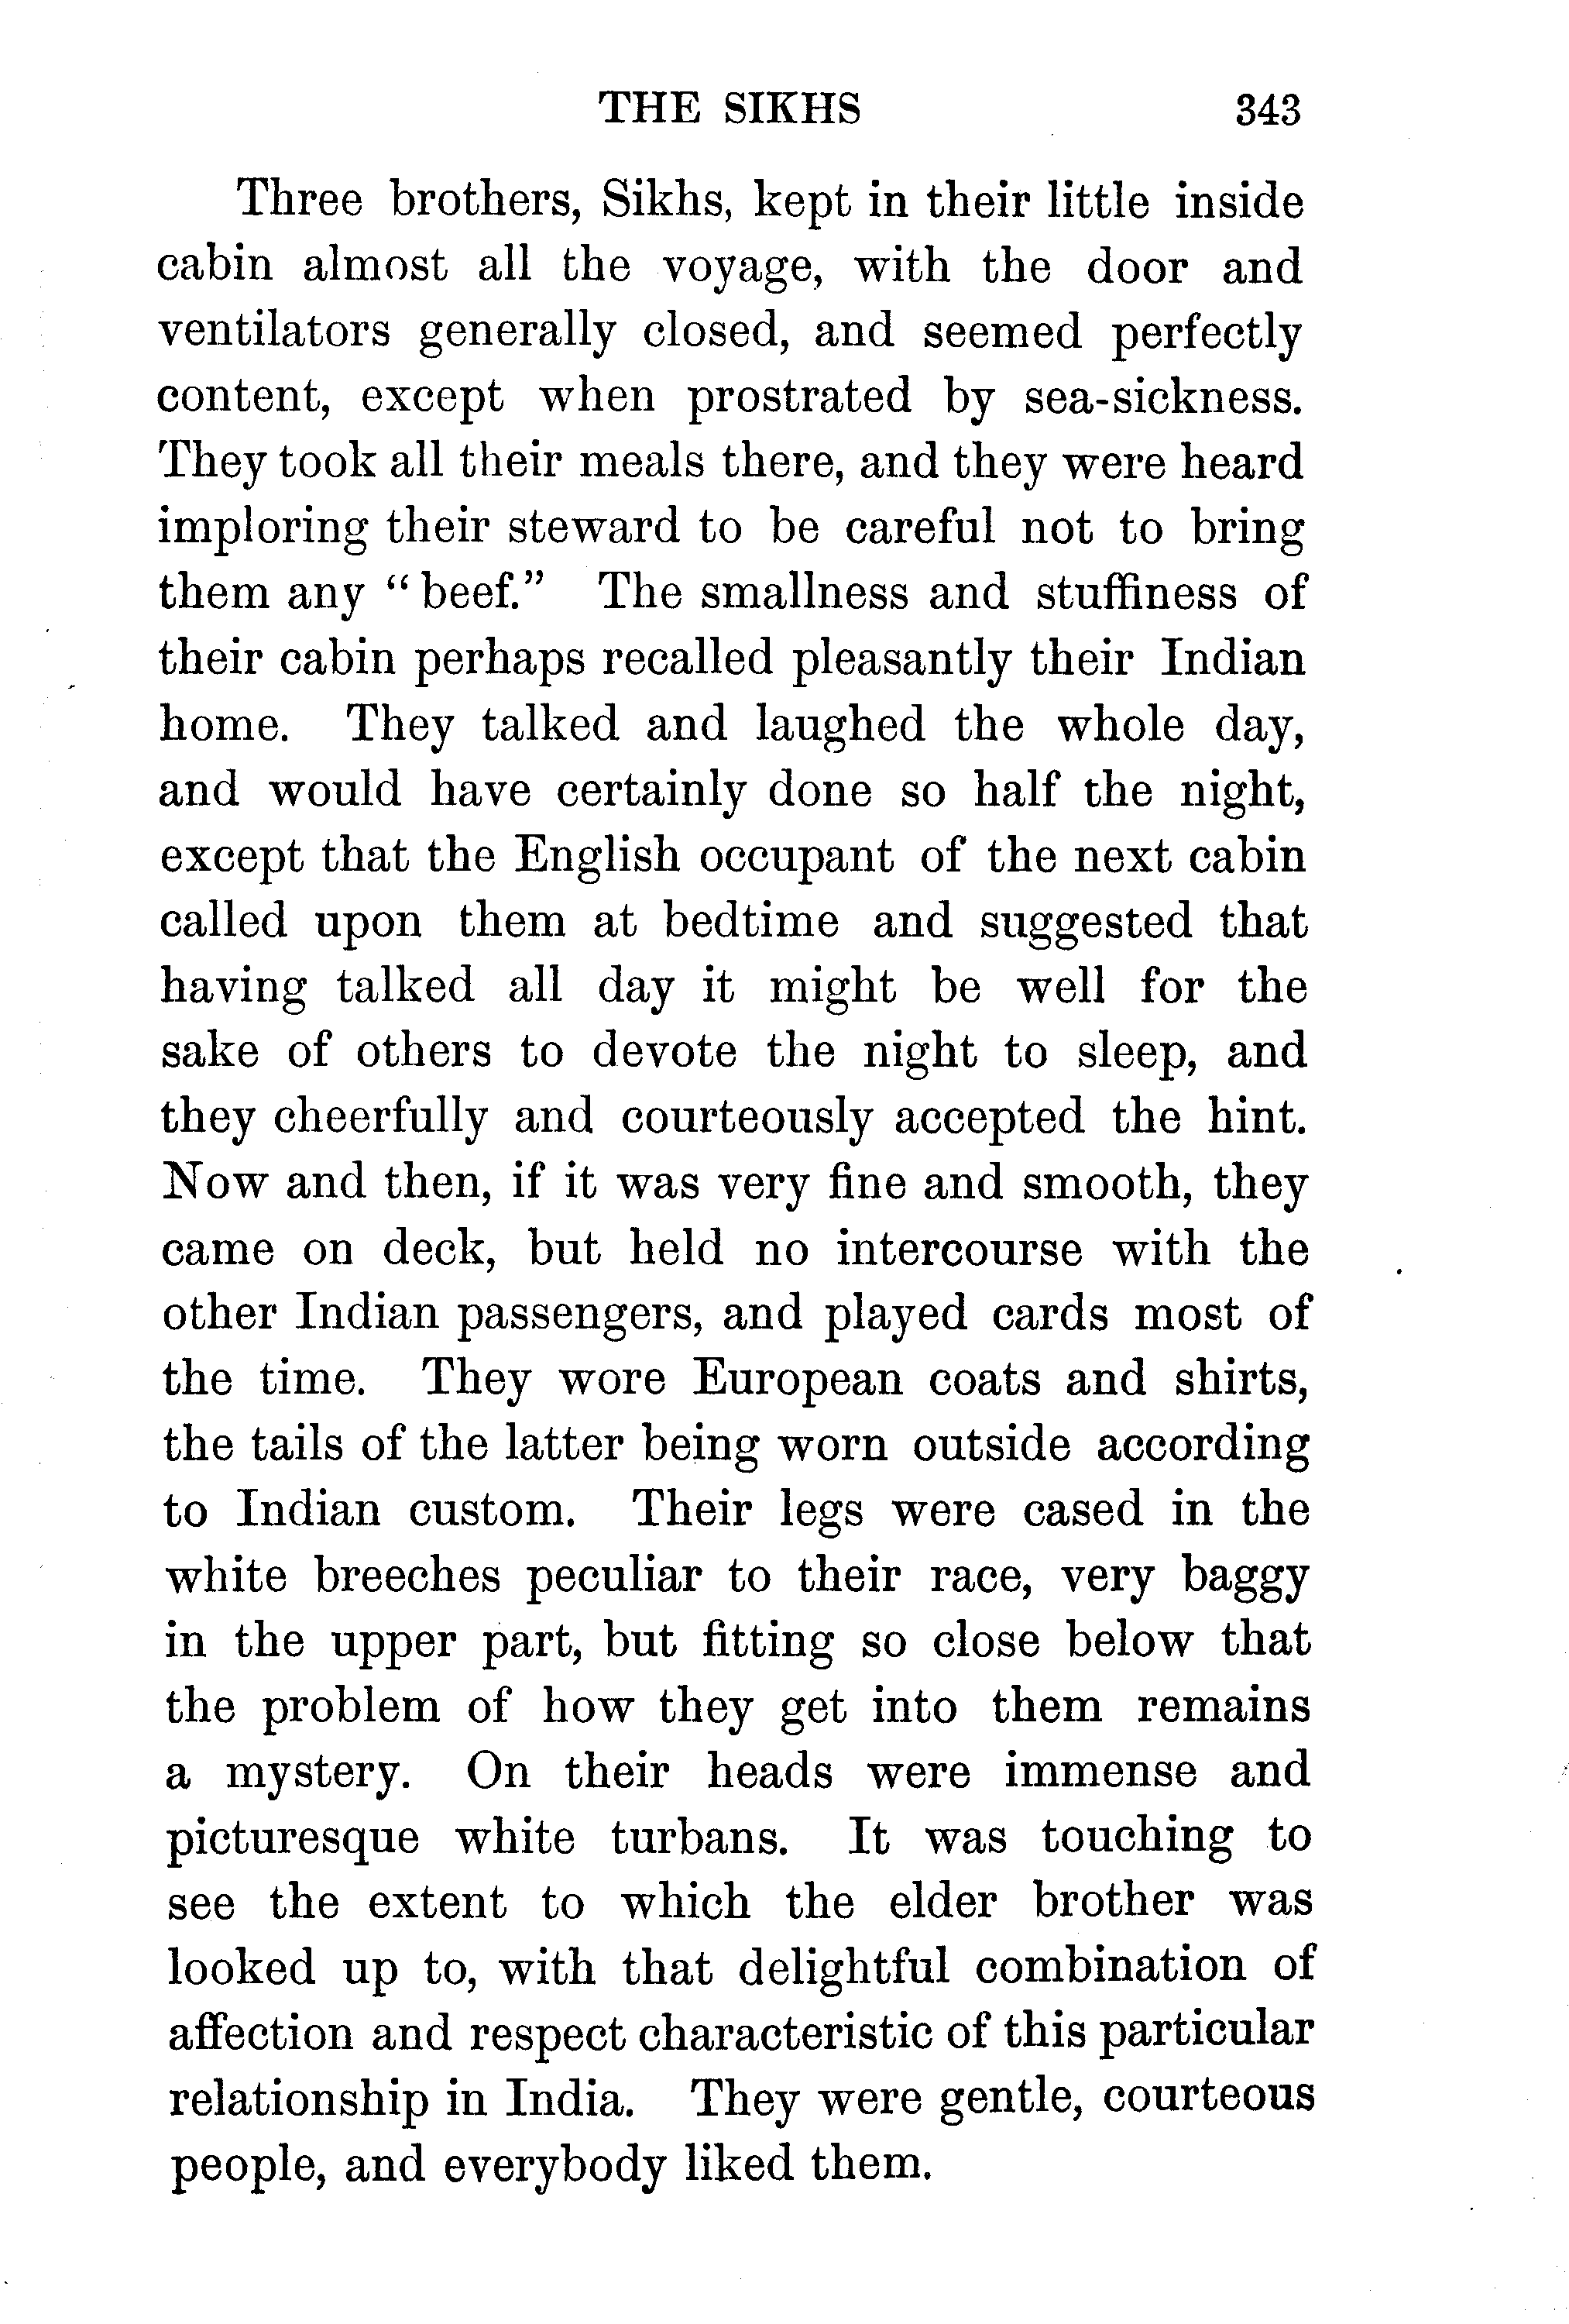 THE SIKHS 343
Three brothers, Sikhs, kept in their little inside
cabin almost all the voyage, with the door and
ventilators generally closed, and seemed perfectly
content, except when prostrated by sea-sickness.
They took all their meals there, and they were heard
imploring their steward to be careful not to bring
them any “beef.” The smallness and stuffiness of
their cabin perhaps recalled pleasantly their Indian
home. They talked and laughed the whole day,
and would have certainly done so half the night,
except that the English occupant of the next cabin
called upon them at bedtime and suggested that
having talked all day it might be well for the
sake of others to devote the night to sleep, and
they cheerfully and courteously accepted the hint.
Now and then, if it was very fine and smooth, they
came on deck, but held no intercourse with the
other Indian passengers, and played cards most of
the time. They wore European coats and shirts,
the tails of the latter being worn outside according
to Indian custom. Their legs were cased in the
white breeches peculiar to their race, very baggy
in the upper part, but fitting so close below that
the problem of how they get into them remains
a mystery. On their heads were immense and
picturesque white turbans. It was touching to
see the extent to which the elder brother was
looked up to, with that delightful combination of
affection and respect characteristic of this particular
relationship in India. They were gentle, courteous
people, and everybody liked them.